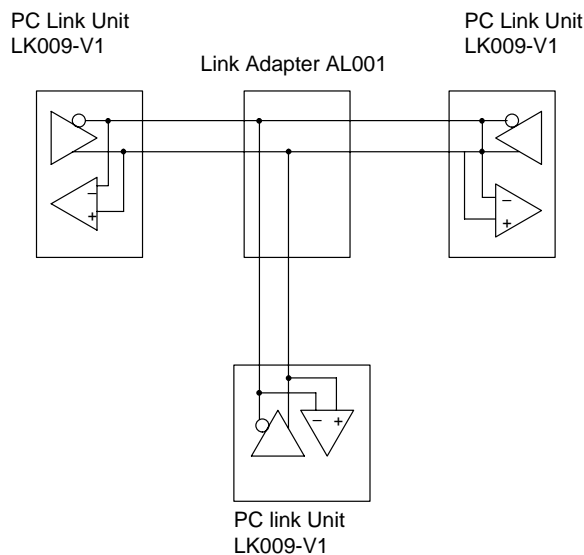 PC Link Unit
LK009-V1
PC Link Unit
LK009-V1
Link Adapter AL001
−
+
−
+
− +
PC link Unit
LK009-V1